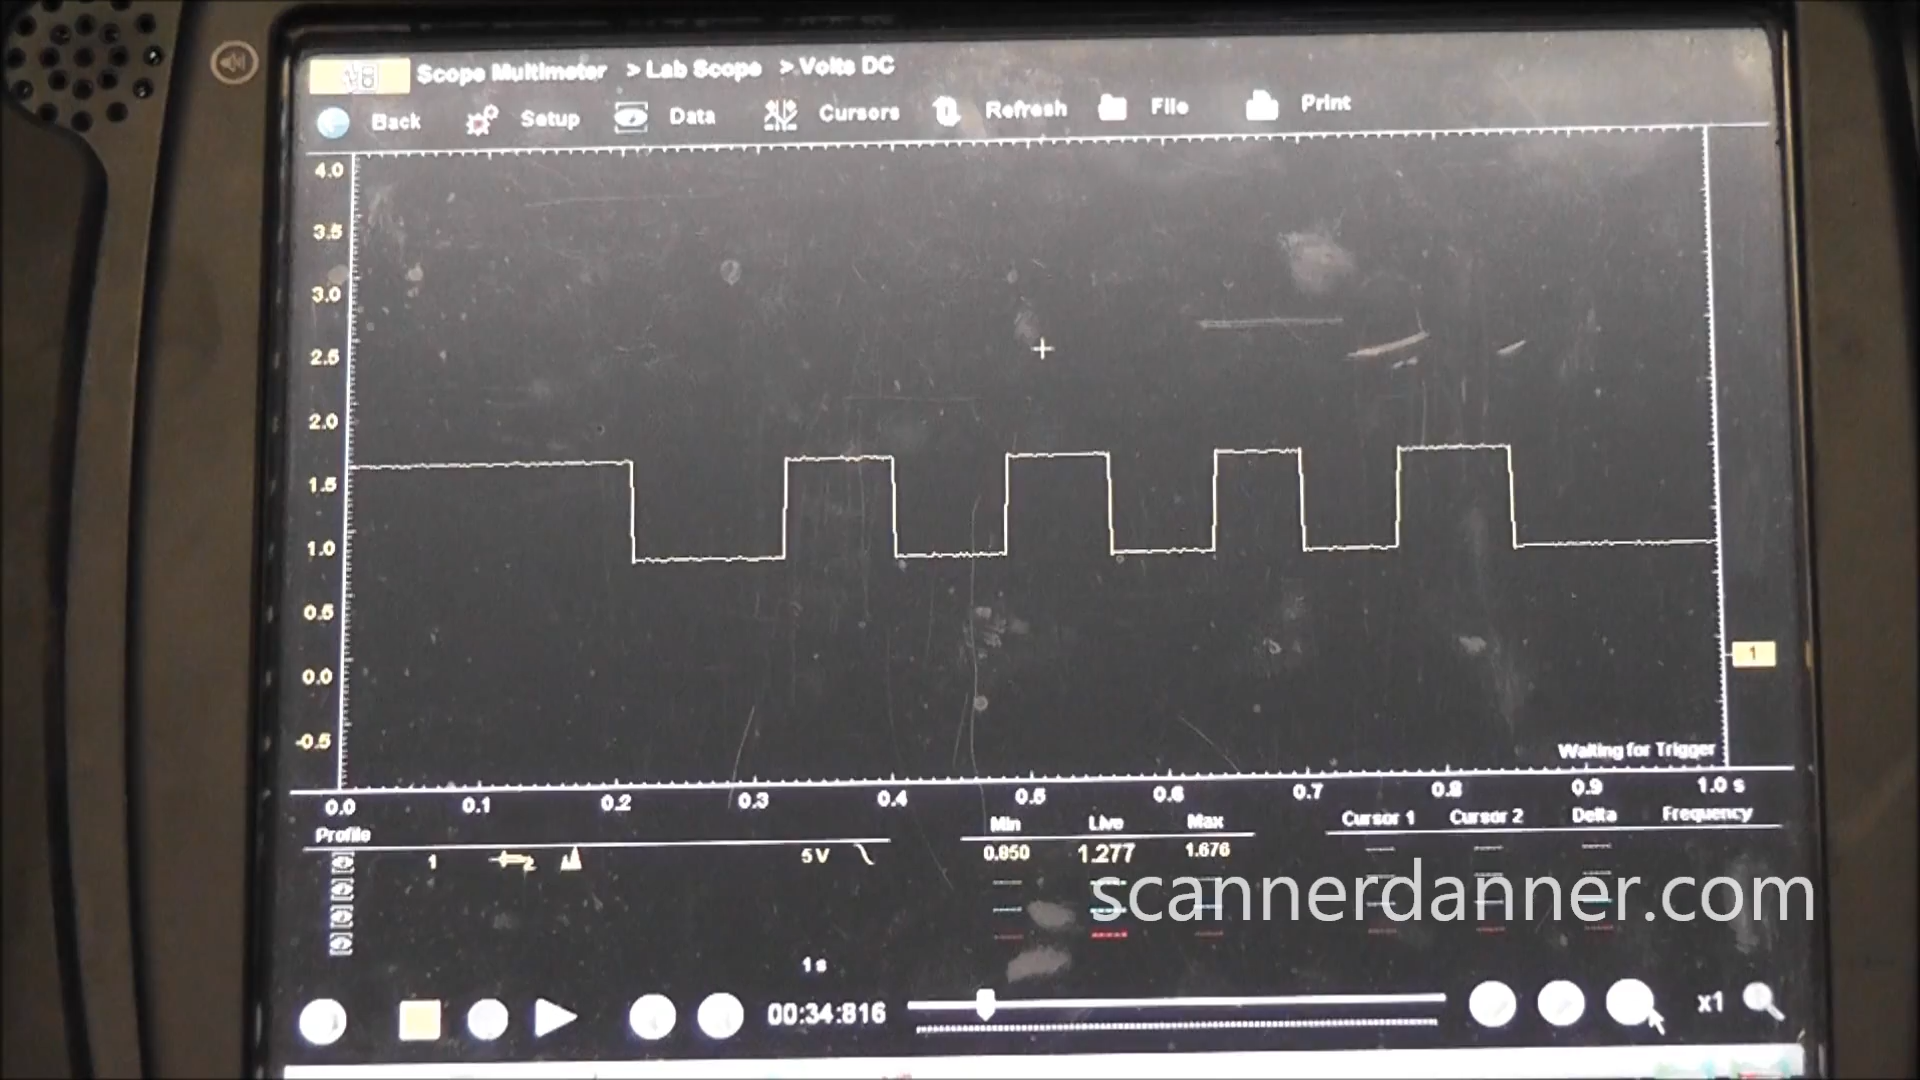 Scope Multimeter > Lab Scope > Volts DC
Back Setup Data Cursors Refresh File Print
4.0
3.5
3.0
2.5
2.0
1.5
1.0
0.5
0.0
-0.5
1
Waiting for Trigger
0.0 0.1 0.2 0.3 0.4 0.5 0.6 0.7 0.8 0.9 1.0 s
Profile Min Live Max Cursor 1 Cursor 2 Delta Frequency
1 5V 0.850 1.277 1.676
scannerdanner.com
1 s
00:34:816 x1